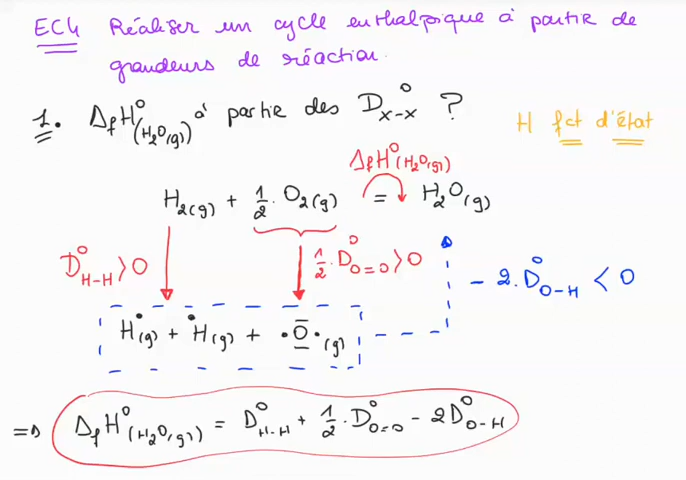 EC4 Réaliser un cycle enthalpique à partir de
grandeurs de réaction.
1. ΔfH°(H₂O,g) à partir des D°x-x ?
H fct d'état
ΔfH°(H₂O,g)
H₂(g) + 1/2 · O₂(g) = H₂O(g)
D°H-H > 0
1/2 · D°O=O > 0
- 2. D°O-H < 0
H•(g) + •H(g) + •O•(g)
=> ΔfH°(H₂O,g) = D°H-H + 1/2 · D°O=O - 2D°O-H